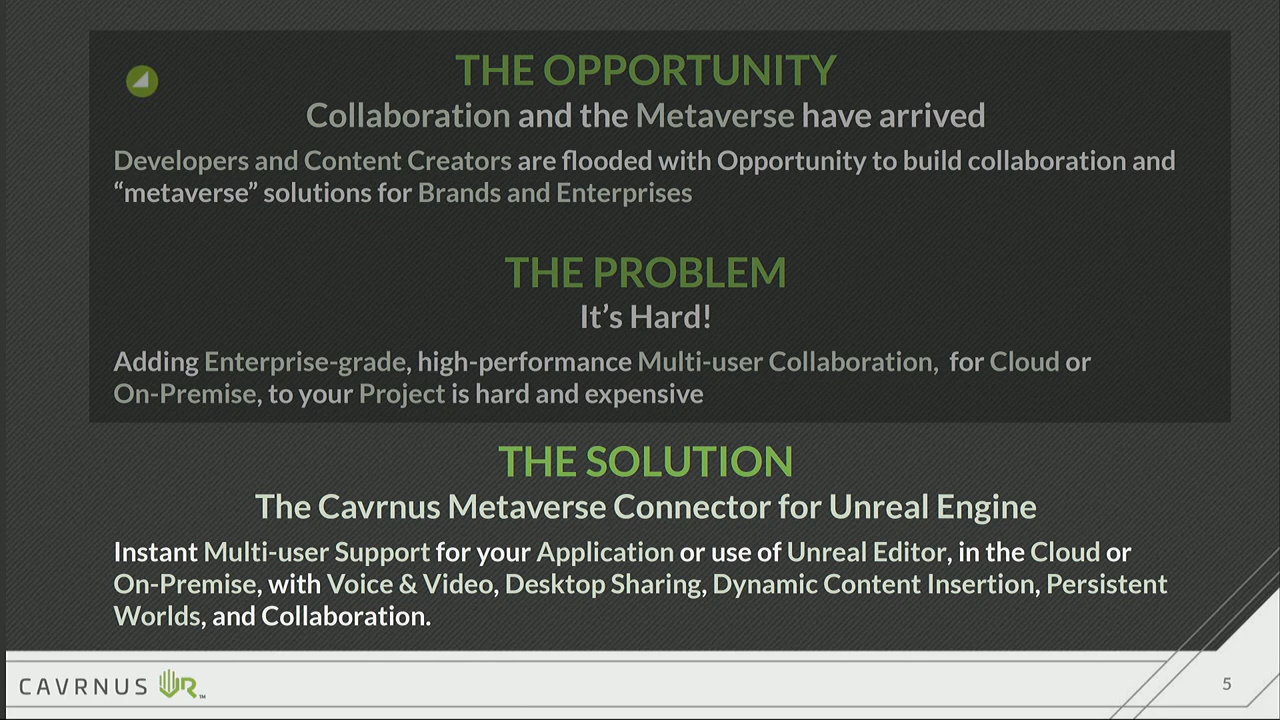 THE OPPORTUNITY
Collaboration and the Metaverse have arrived
Developers and Content Creators are flooded with Opportunity to build collaboration and
“metaverse” solutions for Brands and Enterprises
THE PROBLEM
It’s Hard!
Adding Enterprise-grade, high-performance Multi-user Collaboration, for Cloud or
On-Premise, to your Project is hard and expensive
THE SOLUTION
The Cavrnus Metaverse Connector for Unreal Engine
Instant Multi-user Support for your Application or use of Unreal Editor, in the Cloud or
On-Premise, with Voice & Video, Desktop Sharing, Dynamic Content Insertion, Persistent
Worlds, and Collaboration.
CAVRNUS VR™
5